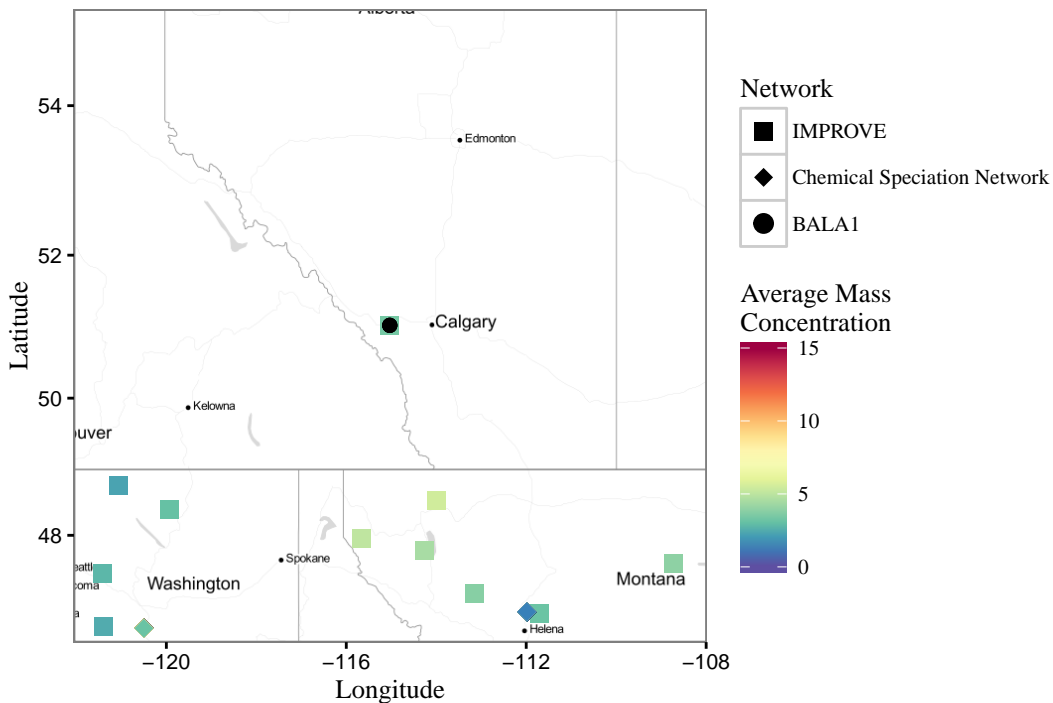 Alberta
54
Edmonton
52
Calgary
50
Kelowna
ouver
48
Spokane
Washington
Montana
Helena
eattl
coma
a
−120
−116
−112
−108
Longitude
Latitude
Network
IMPROVE
Chemical Speciation Network
BALA1
Average Mass
Concentration
15
10
5
0